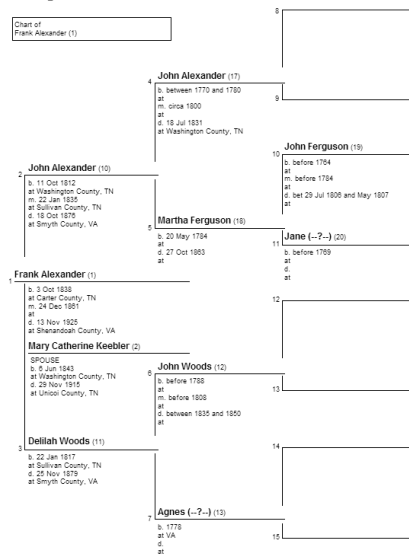 Chart of
Frank Alexander (1)
8
4
John Alexander (17)
b. between 1770 and 1780
at
m. circa 1800
at
d. 18 Jul 1831
at Washington County, TN
9
John Ferguson (19)
10
b. before 1764
at
m. before 1784
at
d. bet 29 Jul 1806 and May 1807
at
John Alexander (10)
2
b. 11 Oct 1812
at Washington County, TN
m. 22 Jan 1835
at Sullivan County, TN
d. 18 Oct 1876
at Smyth County, VA
Martha Ferguson (18)
5
b. 20 May 1784
at
d. 27 Oct 1863
at
Jane (--?--) (20)
11
b. before 1769
at
d.
at
Frank Alexander (1)
1
b. 3 Oct 1838
at Carter County, TN
m. 24 Dec 1861
at
d. 13 Nov 1925
at Shenandoah County, VA
12
Mary Catherine Keebler (2)
SPOUSE
b. 6 Jun 1843
at Washington County, TN
d. 29 Nov 1915
at Unicoi County, TN
John Woods (12)
6
b. before 1788
at
m. before 1808
at
d. between 1835 and 1850
at
13
Delilah Woods (11)
3
b. 22 Jan 1817
at Sullivan County, TN
d. 25 Nov 1879
at Smyth County, VA
14
Agnes (--?--) (13)
7
b. 1778
at VA
d.
at
15